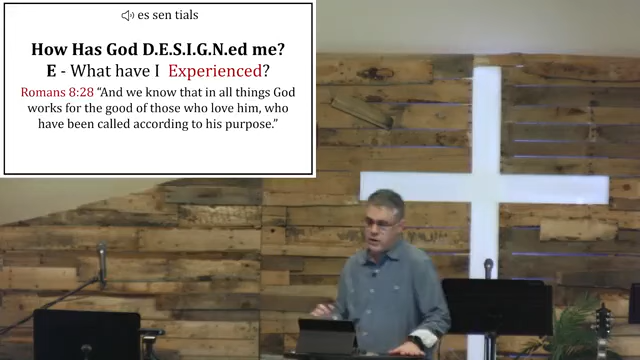 es sen tials
How Has God D.E.S.I.G.N.ed me?
E - What have I Experienced?
Romans 8:28 “And we know that in all things God
works for the good of those who love him, who
have been called according to his purpose.”